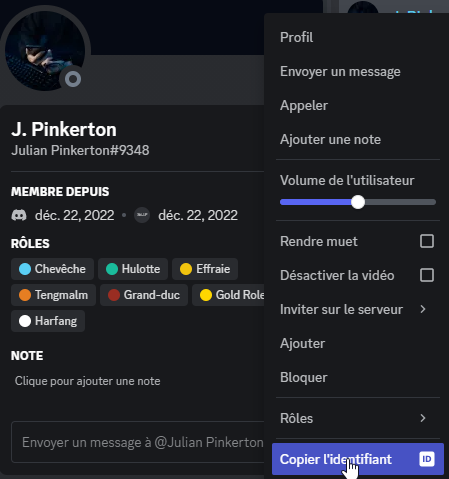 J. Pinkerton
Julian Pinkerton#9348
MEMBRE DEPUIS
déc. 22, 2022 • déc. 22, 2022
RÔLES
Chevêche Hulotte Effraie
Tengmalm Grand-duc Gold Role
Harfang
NOTE
Clique pour ajouter une note
Envoyer un message à @Julian Pinkerton
Profil
Envoyer un message
Appeler
Ajouter une note
Volume de l'utilisateur
Rendre muet
Désactiver la vidéo
Inviter sur le serveur
Ajouter
Bloquer
Rôles
Copier l'identifiant ID